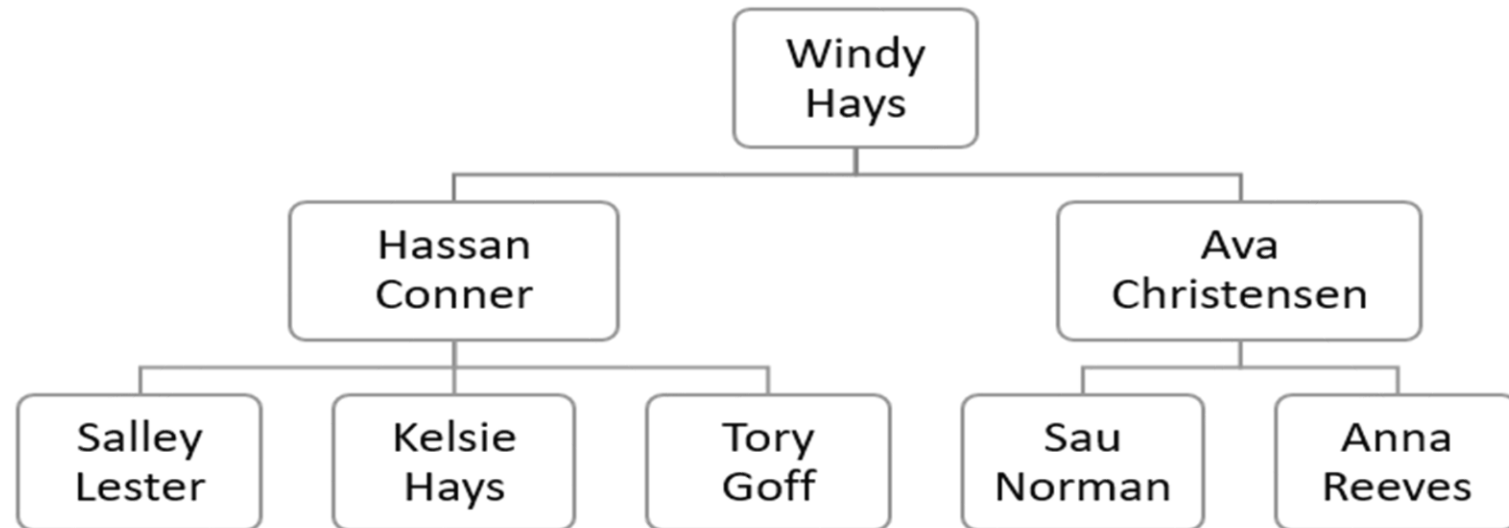 Windy
Hays
Hassan
Conner
Ava
Christensen
Salley
Lester
Kelsie
Hays
Tory
Goff
Sau
Norman
Anna
Reeves